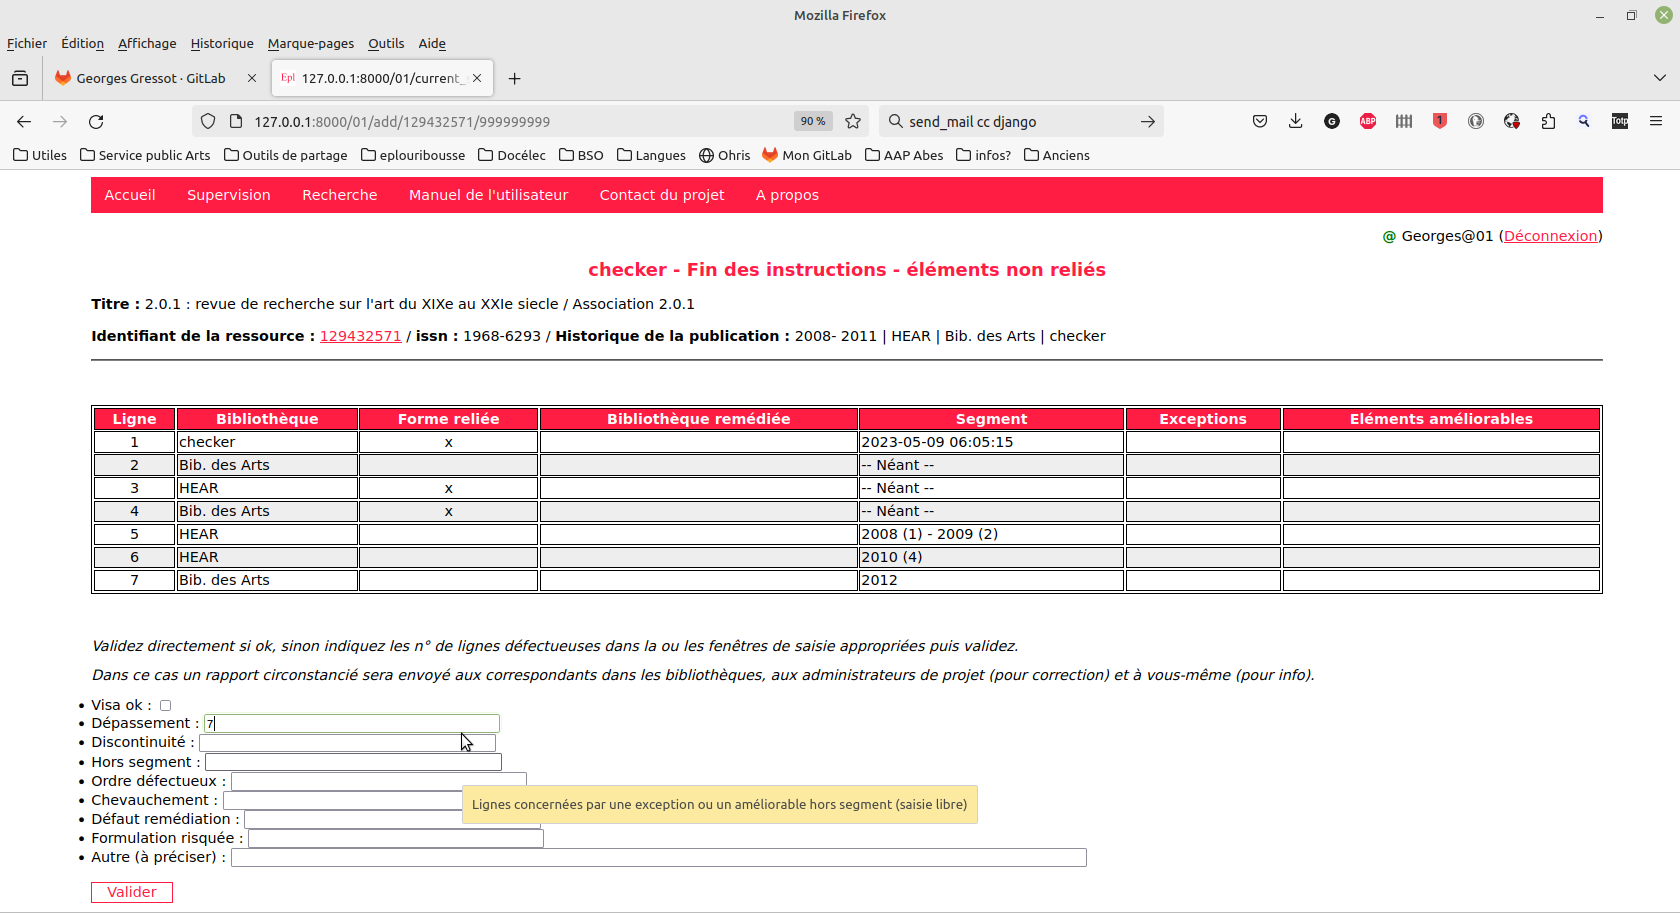 Mozilla Firefox
Fichier Édition Affichage Historique Marque-pages Outils Aide
Georges Gressot · GitLab
Epl 127.0.0.1:8000/01/current_
127.0.0.1:8000/01/add/129432571/999999999
90 %
send_mail cc django
G ABP 1 Totp
Utiles Service public Arts Outils de partage eplouribousse Docélec BSO Langues Ohris Mon GitLab AAP Abes infos? Anciens
Accueil Supervision Recherche Manuel de l'utilisateur Contact du projet A propos
@ Georges@01 (Déconnexion)
checker - Fin des instructions - éléments non reliés
Titre : 2.0.1 : revue de recherche sur l'art du XIXe au XXIe siecle / Association 2.0.1
Identifiant de la ressource : 129432571 / issn : 1968-6293 / Historique de la publication : 2008- 2011 | HEAR | Bib. des Arts | checker
Ligne Bibliothèque Forme reliée Bibliothèque remédiée Segment Exceptions Eléments améliorables
1 checker x 2023-05-09 06:05:15
2 Bib. des Arts -- Néant --
3 HEAR x -- Néant --
4 Bib. des Arts x -- Néant --
5 HEAR 2008 (1) - 2009 (2)
6 HEAR 2010 (4)
7 Bib. des Arts 2012
Validez directement si ok, sinon indiquez les n° de lignes défectueuses dans la ou les fenêtres de saisie appropriées puis validez.
Dans ce cas un rapport circonstancié sera envoyé aux correspondants dans les bibliothèques, aux administrateurs de projet (pour correction) et à vous-même (pour info).
• Visa ok :
• Dépassement : 7
• Discontinuité :
• Hors segment :
• Ordre défectueux :
• Chevauchement :
Lignes concernées par une exception ou un améliorable hors segment (saisie libre)
• Défaut remédiation :
• Formulation risquée :
• Autre (à préciser) :
Valider